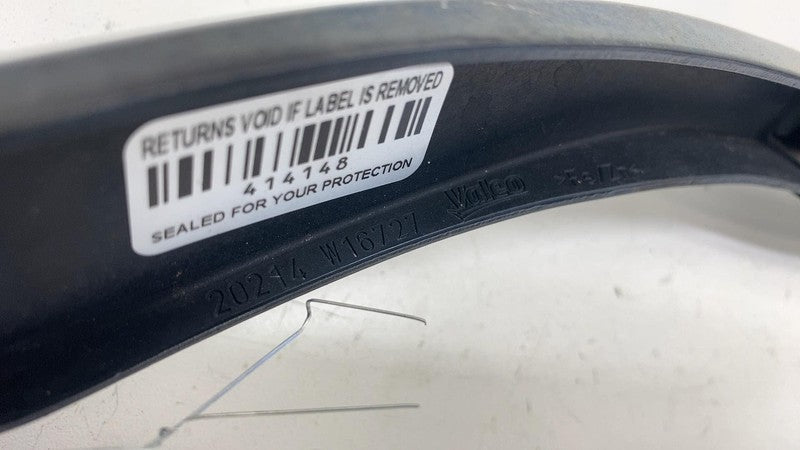 RETURNS VOID IF LABEL IS REMOVED
414148
SEALED FOR YOUR PROTECTION
20214 W16727 Valeo